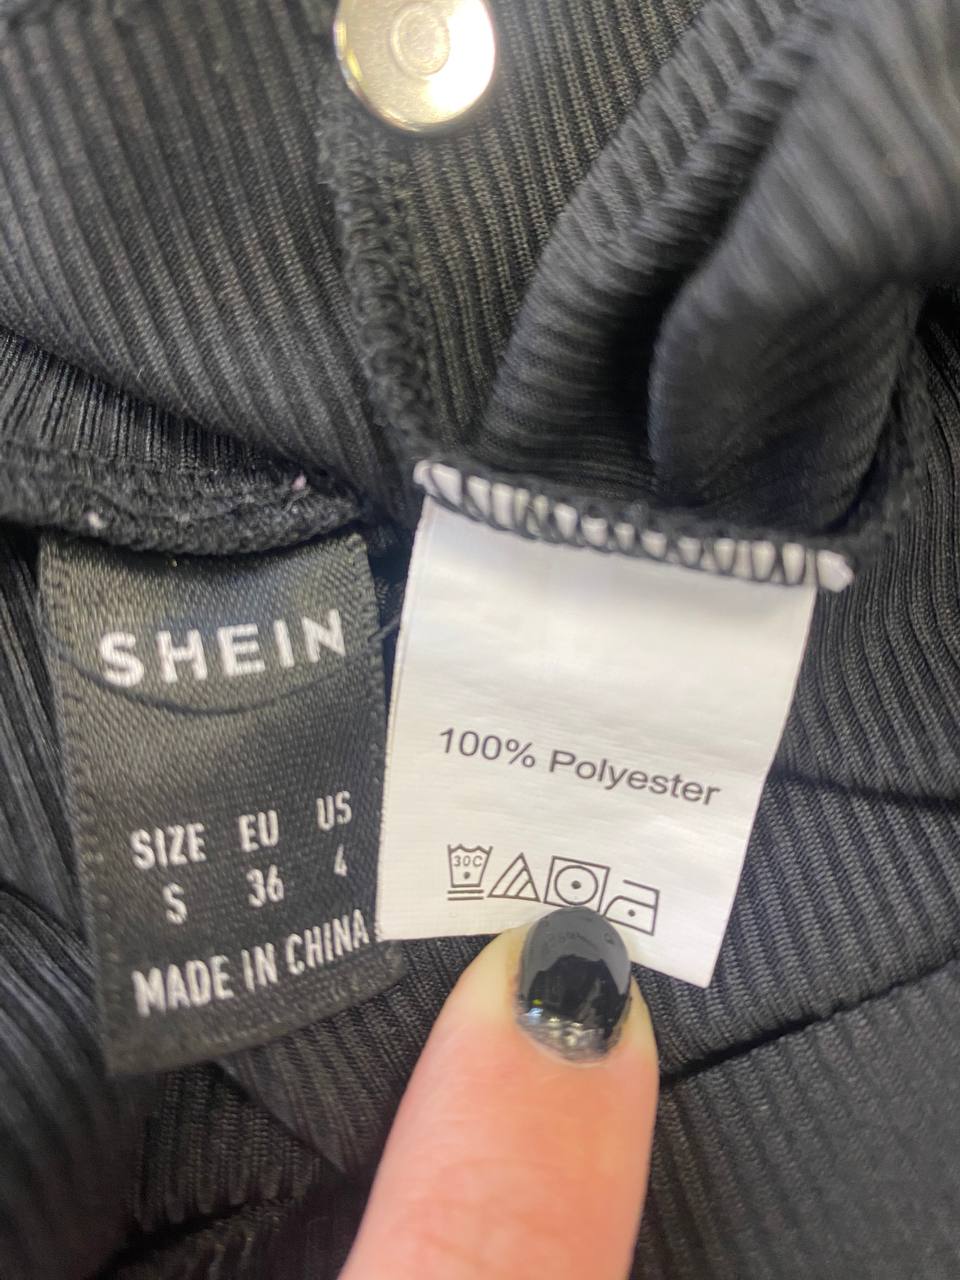 SHEIN
SIZE EU US
S 36 4
MADE IN CHINA
100% Polyester
30C